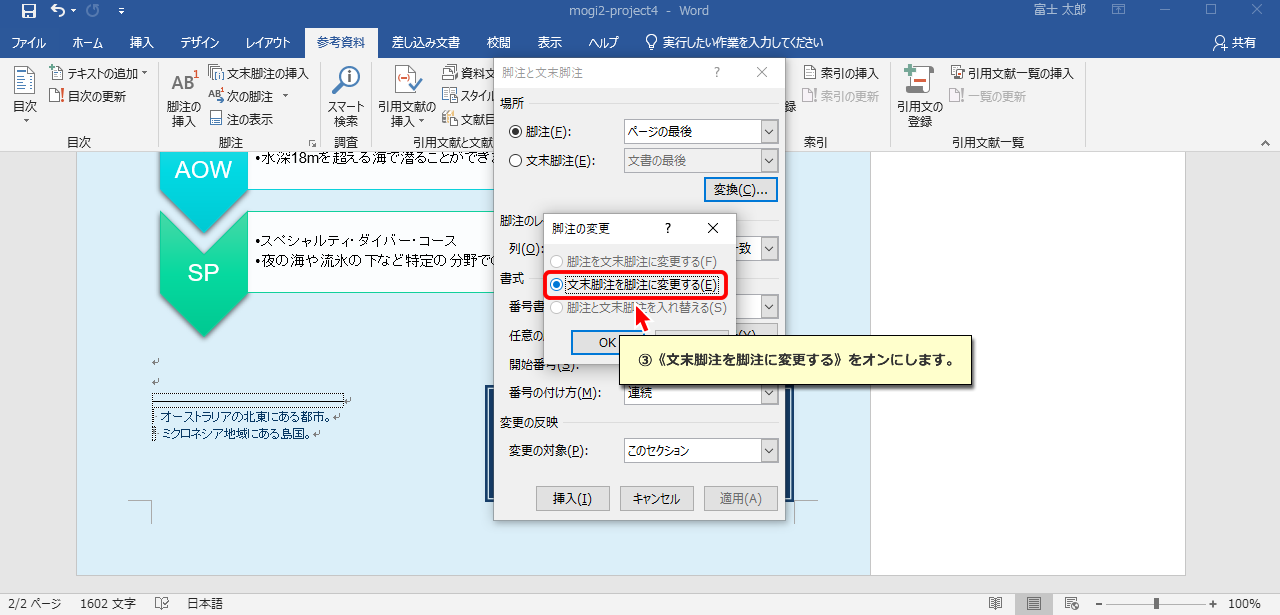 mogi2-project4 - Word
富士 太郎
ファイル ホーム 挿入 デザイン レイアウト 参考資料 差し込み文書 校閲 表示 ヘルプ 実行したい作業を入力してください 共有
目次
テキストの追加
目次の更新
目次
AB1
脚注の挿入
文末脚注の挿入
次の脚注
注の表示
脚注
スマート検索
調査
引用文献の挿入
資料文
スタイル
文献目
引用文献と文献
索引の挿入
索引の更新
録
索引
引用文の登録
引用文献一覧の挿入
一覧の更新
引用文献一覧
AOW
•水深18mを超える海で潜ることができま
SP
•スペシャルティ・ダイバー・コース
•夜の海や流氷の下など特定の分野での
オーストラリアの北東にある都市。
ミクロネシア地域にある島国。
脚注と文末脚注 ?
場所
脚注(F): ページの最後
文末脚注(E): 文書の最後
変換(C)...
脚注のレ
列(O): 一致
書式
番号書
任意の
開始番号(S):
番号の付け方(M): 連続
変更の反映
変更の対象(P): このセクション
挿入(I) キャンセル 適用(A)
脚注の変更 ?
脚注を文末脚注に変更する(F)
文末脚注を脚注に変更する(E)
脚注と文末脚注を入れ替える(S)
OK
③《文末脚注を脚注に変更する》をオンにします。
2/2 ページ 1602 文字 日本語 100%